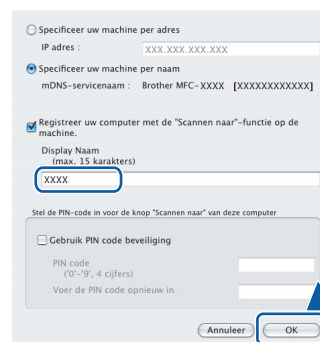 Specificeer uw machine per adres
IP adres : XXX.XXX.XXX.XXX
Specificeer uw machine per naam
mDNS-servicenaam : Brother MFC-XXXX [XXXXXXXXXXXX]
Registreer uw computer met de "Scannen naar"-functie op de
machine.
Display Naam
(max. 15 karakters)
XXXX
Stel de PIN-code in voor de knop "Scannen naar" van deze computer
Gebruik PIN code beveiliging
PIN code
('0'-'9', 4 cijfers)
Voer de PIN code opnieuw in
Annuleer OK